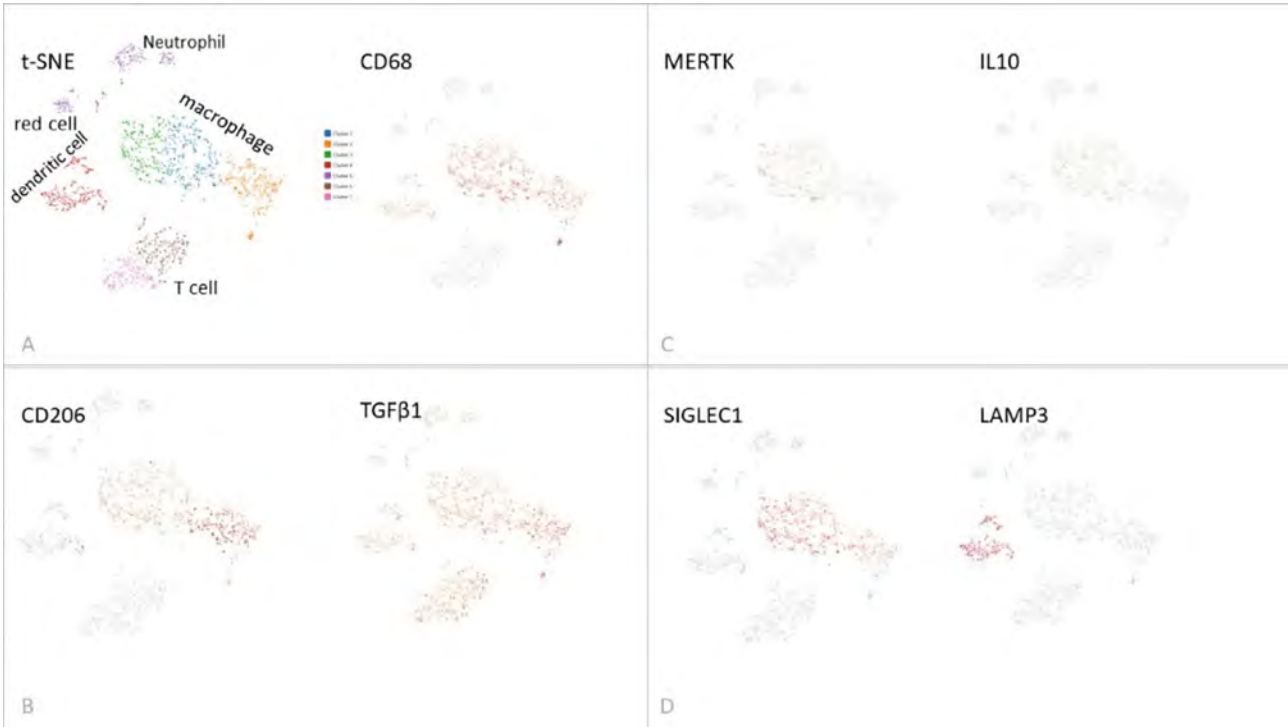 Neutrophil
t-SNE
CD68
macrophage
red cell
dendritic cell
T cell
A
MERTK
IL10
C
CD206
TGFβ1
B
SIGLEC1
LAMP3
D